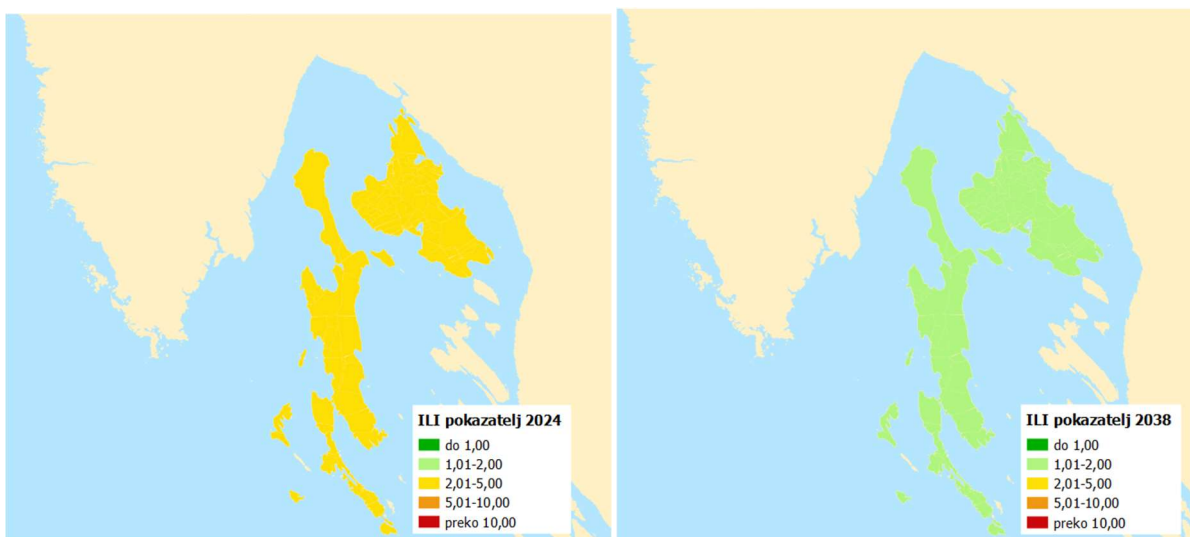 ILI pokazatelj 2024
do 1,00
1,01-2,00
2,01-5,00
5,01-10,00
preko 10,00
ILI pokazatelj 2038
do 1,00
1,01-2,00
2,01-5,00
5,01-10,00
preko 10,00